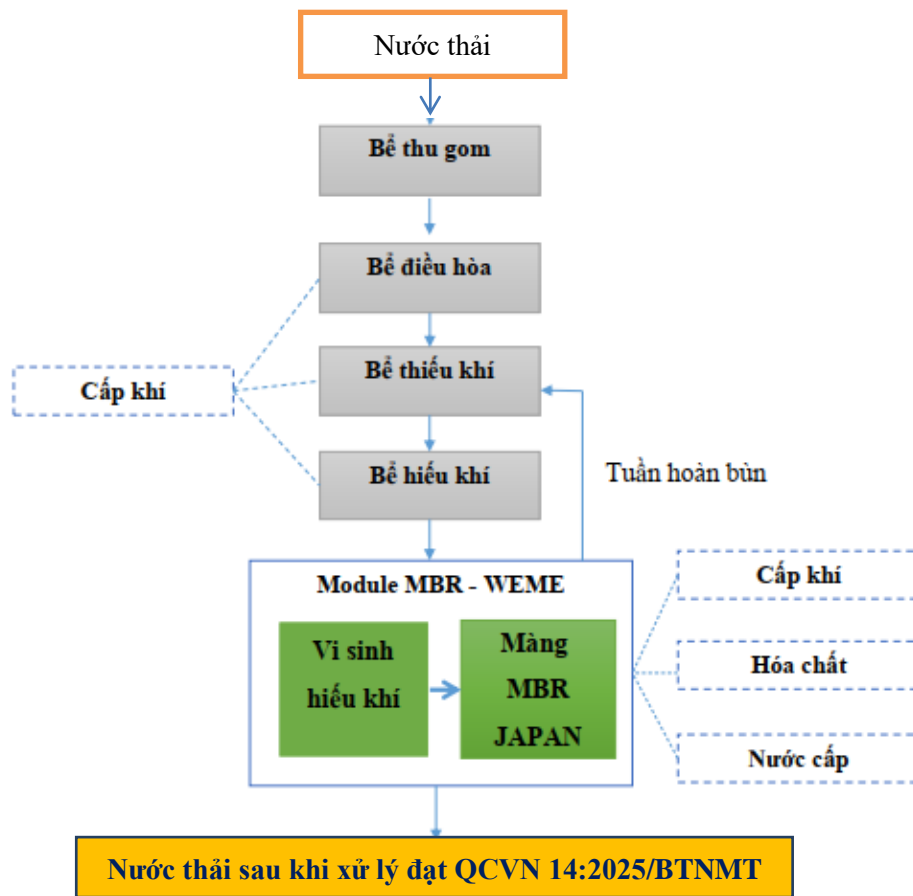 Nước thải
Bể thu gom
Bể điều hòa
Bể thiếu khí
Cấp khí
Bể hiếu khí
Tuần hoàn bùn
Module MBR - WEME
Vi sinh
hiếu khí
Màng
MBR
JAPAN
Cấp khí
Hóa chất
Nước cấp
Nước thải sau khi xử lý đạt QCVN 14:2025/BTNMT